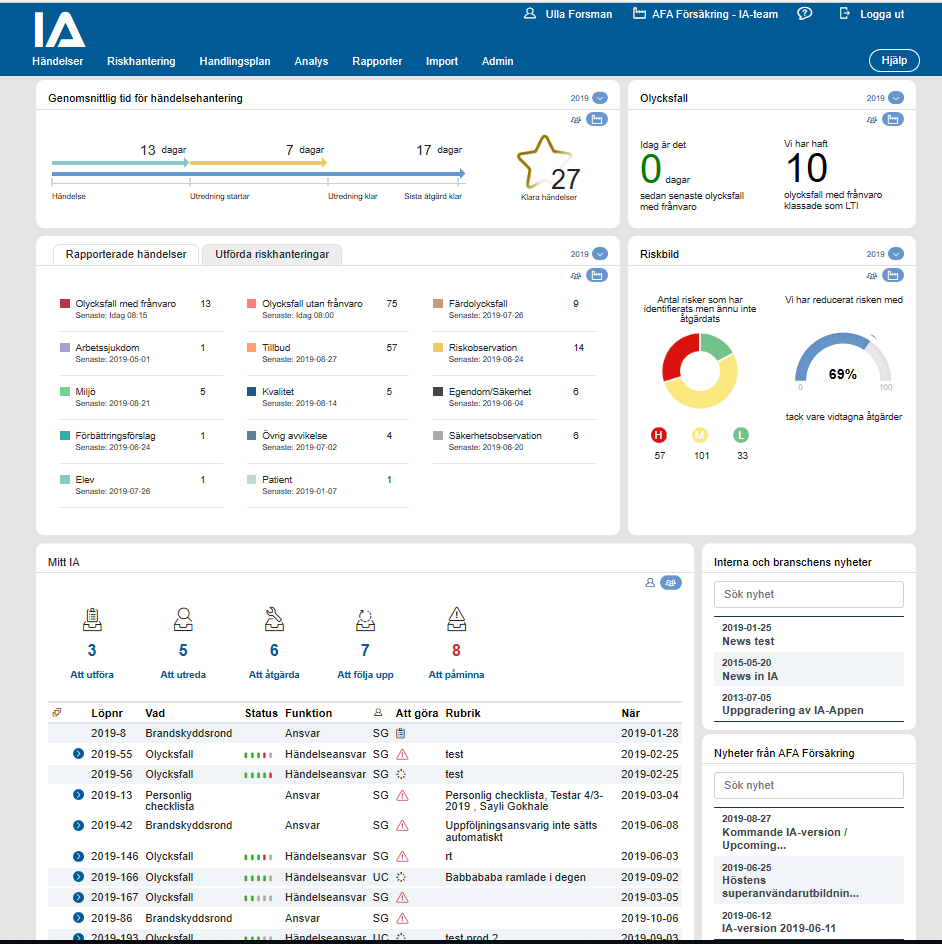 IA
Ulla Forsman AFA Försäkring - IA-team Logga ut
Händelser Riskhantering Handlingsplan Analys Rapporter Import Admin Hjälp
Genomsnittlig tid för händelsehantering 2019
13 dagar 7 dagar 17 dagar
Händelse Utredning startar Utredning klar Sista åtgärd klar
27
Klara händelser
Olycksfall 2019
Idag är det
0 dagar
sedan senaste olycksfall
med frånvaro
Vi har haft
10
olycksfall med frånvaro
klassade som LTI
Rapporterade händelser Utförda riskhanteringar 2019
Olycksfall med frånvaro 13
Senaste: Idag 08:15
Olycksfall utan frånvaro 75
Senaste: Idag 08:00
Färdolycksfall 9
Senaste: 2019-07-26
Arbetssjukdom 1
Senaste: 2019-05-01
Tillbud 57
Senaste: 2019-08-27
Riskobservation 14
Senaste: 2019-06-24
Miljö 5
Senaste: 2019-08-21
Kvalitet 5
Senaste: 2019-08-14
Egendom/Säkerhet 6
Senaste: 2019-06-04
Förbättringsförslag 1
Senaste: 2019-06-24
Övrig avvikelse 4
Senaste: 2019-07-02
Säkerhetsobservation 6
Senaste: 2019-06-20
Elev 1
Senaste: 2019-07-26
Patient 1
Senaste: 2019-01-07
Riskbild 2019
Antal risker som har
identifierats men ännu inte
åtgärdats
H M L
57 101 33
Vi har reducerat risken med
69%
0 100
tack vare vidtagna åtgärder
Mitt IA
3 5 6 7 8
Att utföra Att utreda Att åtgärda Att följa upp Att påminna
Löpnr Vad Status Funktion Att göra Rubrik När
2019-8 Brandskyddsrond Ansvar SG 2019-01-28
2019-55 Olycksfall Händelseansvar SG test 2019-02-25
2019-56 Olycksfall Händelseansvar SG test 2019-02-25
2019-13 Personlig checklista Ansvar SG Personlig checklista, Testar 4/3-2019 , Sayli Gokhale 2019-03-04
2019-42 Brandskyddsrond Ansvar SG Uppföljningsansvarig inte sätts automatiskt 2019-06-08
2019-146 Olycksfall Händelseansvar SG rt 2019-06-03
2019-166 Olycksfall Händelseansvar UC Babbababa ramlade i degen 2019-09-02
2019-167 Olycksfall Händelseansvar SG 2019-03-05
2019-86 Brandskyddsrond Ansvar SG 2019-10-06
2019-193 Olycksfall Händelseansvar UC test prod 2 2019-09-03
Interna och branschens nyheter
Sök nyhet
2019-01-25
News test
2015-05-20
News in IA
2013-07-05
Uppgradering av IA-Appen
Nyheter från AFA Försäkring
Sök nyhet
2019-08-27
Kommande IA-version /
Upcoming...
2019-06-25
Höstens
superanvändarutbildnin...
2019-06-12
IA-version 2019-06-11